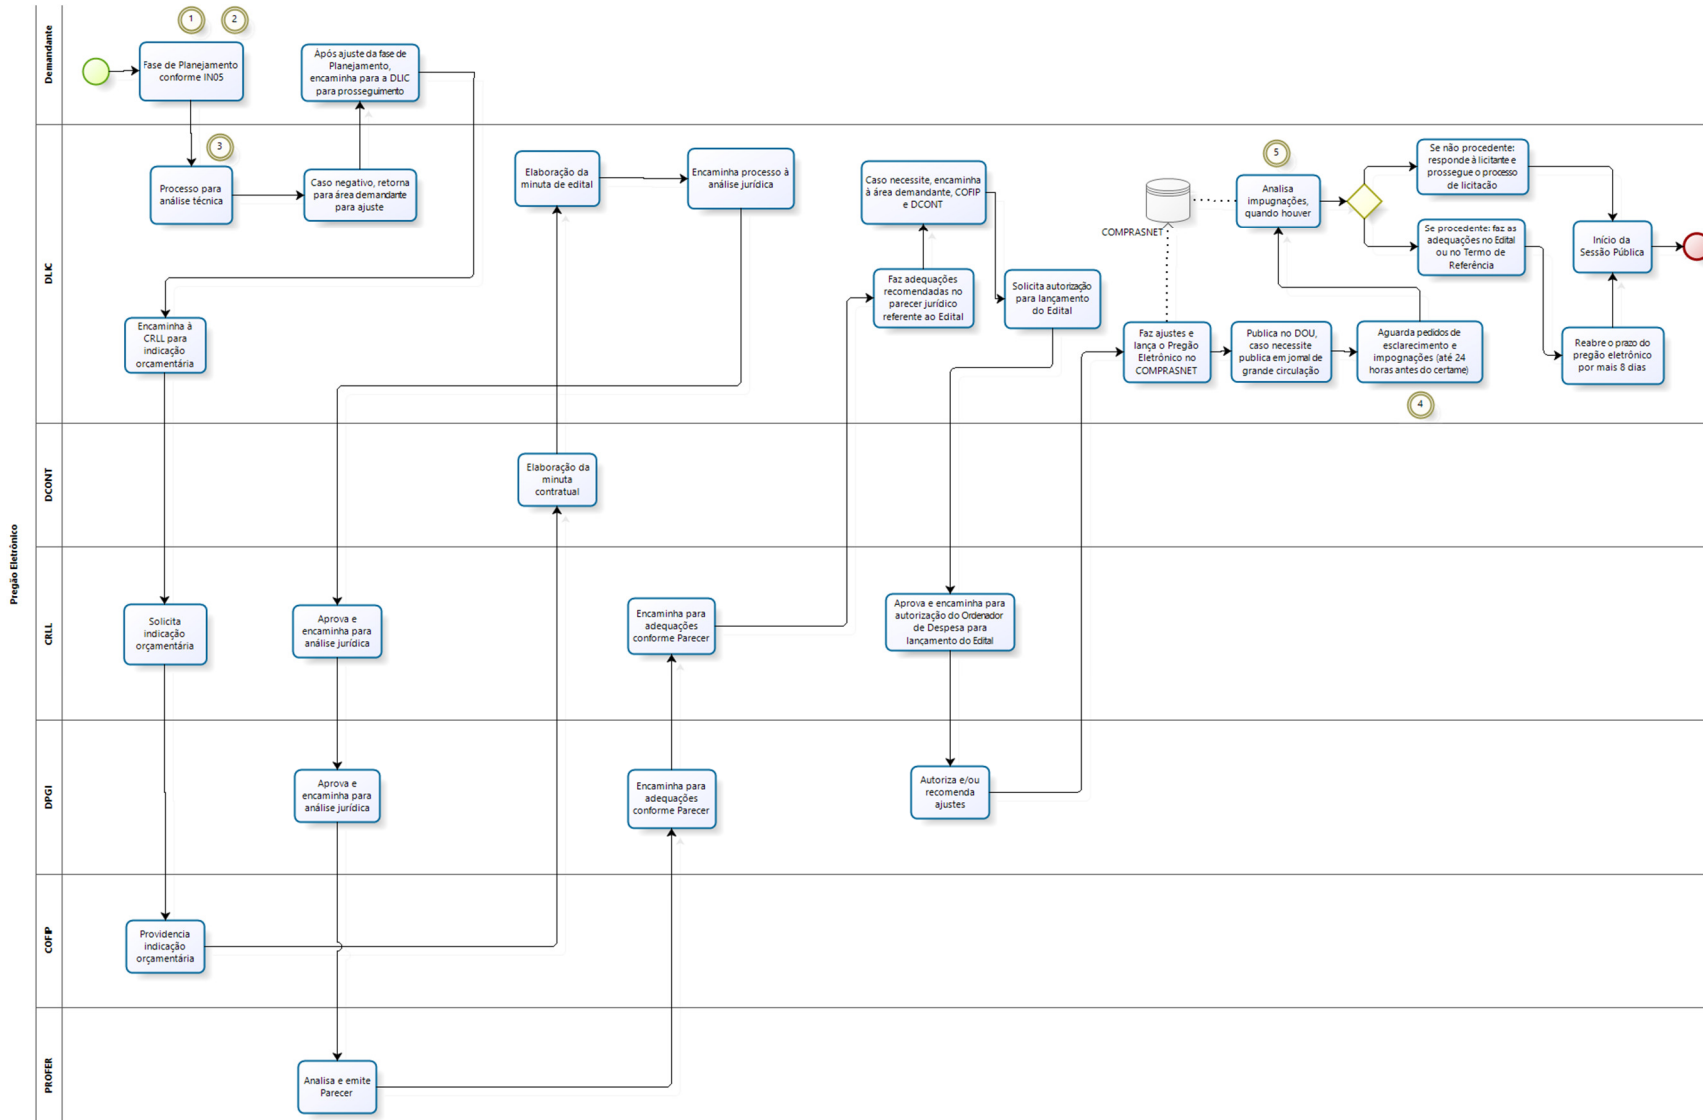 Pregão Eletrônico
Demandante
1
2
Fase de Planejamento
conforme IN05
Após ajuste da fase de
Planejamento,
encaminha para a DLIC
para prosseguimento
DLIC
3
Processo para
análise técnica
Caso negativo, retorna
para área demandante
para ajuste
Elaboração da
minuta de edital
Encaminha processo à
análise jurídica
Caso necessite, encaminha
à área demandante, COFIP
e DCONT
COMPRASNET
5
Analisa
impugnações,
quando houver
Se não procedente:
responde à licitante e
prossegue o processo
de licitação
Se procedente: faz as
adequações no Edital
ou no Termo de
Referência
Início da
Sessão Pública
Encaminha à
CRLL para
indicação
orcamentária
Faz adequações
recomendadas no
parecer jurídico
referente ao Edital
Solicita autorização
para lançamento
do Edital
Faz ajustes e
lança o Pregão
Eletrônico no
COMPRASNET
Publica no DOU,
caso necessite
publica em jornal de
grande circulação
Aguarda pedidos de
esclarecimento e
impognações (até 24
horas antes do certame)
Reabre o prazo do
pregão eletrônico
por mais 8 dias
4
DCONT
Elaboração da
minuta
contratual
CRLL
Solicita
indicação
orçamentária
Aprova e
encaminha para
análise jurídica
Encaminha para
adequações
conforme Parecer
Aprova e encaminha para
autorização do Ordenador
de Despesa para
lançamento do Edital
DPGI
Aprova e
encaminha para
análise jurídica
Encaminha para
adequações
conforme Parecer
Autoriza e/ou
recomenda
ajustes
COFIP
Providencia
indicação
orçamentária
PROFER
Analisa e emite
Parecer